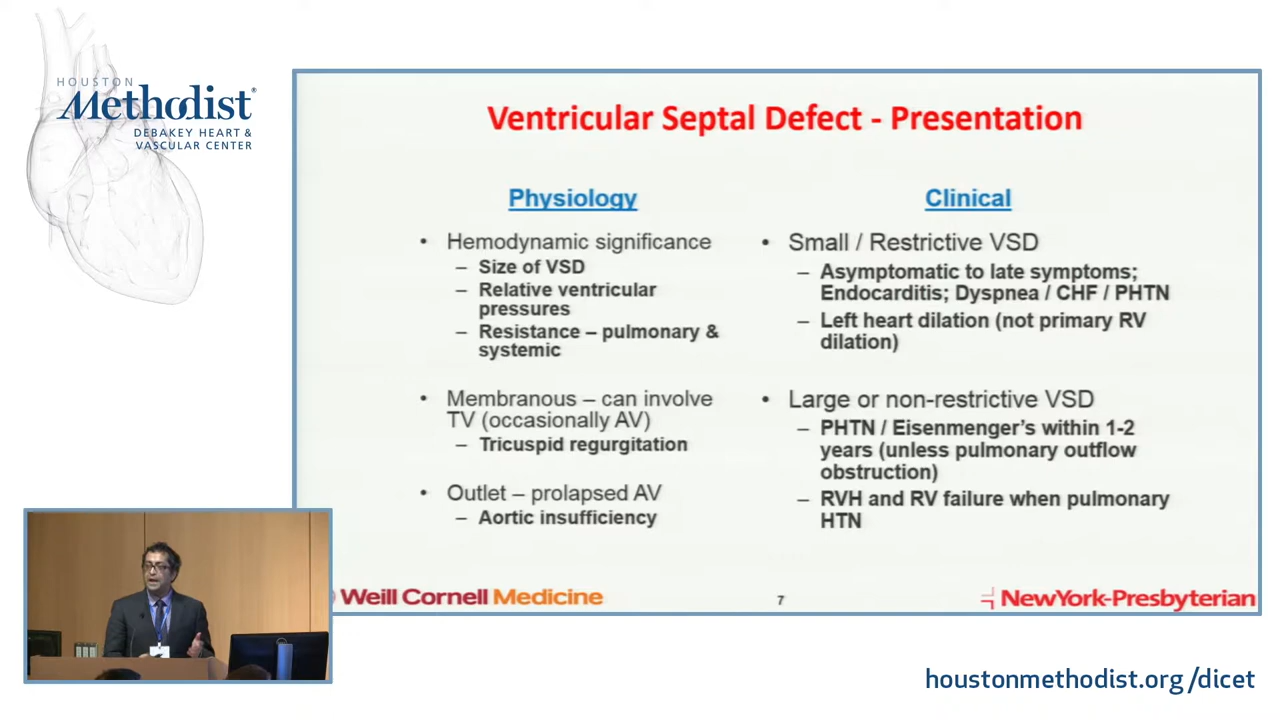 HOUSTON
Methodist®
DEBAKEY HEART &
VASCULAR CENTER
Ventricular Septal Defect - Presentation
Physiology
• Hemodynamic significance
– Size of VSD
– Relative ventricular
pressures
– Resistance – pulmonary &
systemic
• Membranous – can involve
TV (occasionally AV)
– Tricuspid regurgitation
• Outlet – prolapsed AV
– Aortic insufficiency
Clinical
• Small / Restrictive VSD
– Asymptomatic to late symptoms;
Endocarditis; Dyspnea / CHF / PHTN
– Left heart dilation (not primary RV
dilation)
• Large or non-restrictive VSD
– PHTN / Eisenmenger's within 1-2
years (unless pulmonary outflow
obstruction)
– RVH and RV failure when pulmonary
HTN
Weill Cornell Medicine
7
NewYork-Presbyterian
houstonmethodist.org/dicet